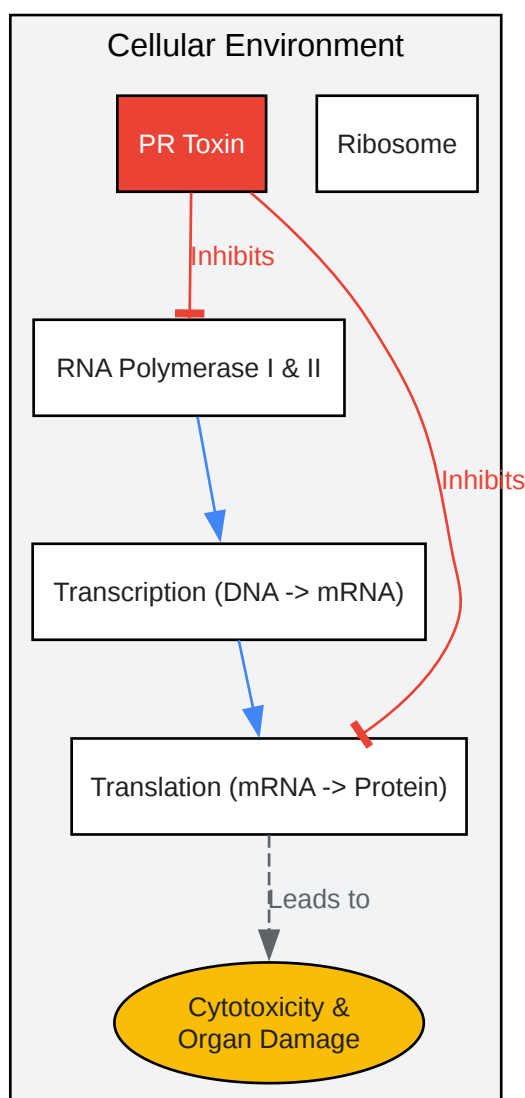 Cellular Environment
PR Toxin
Ribosome
Inhibits
RNA Polymerase I & II
Inhibits
Transcription (DNA -> mRNA)
Translation (mRNA -> Protein)
Leads to
Cytotoxicity &
Organ Damage